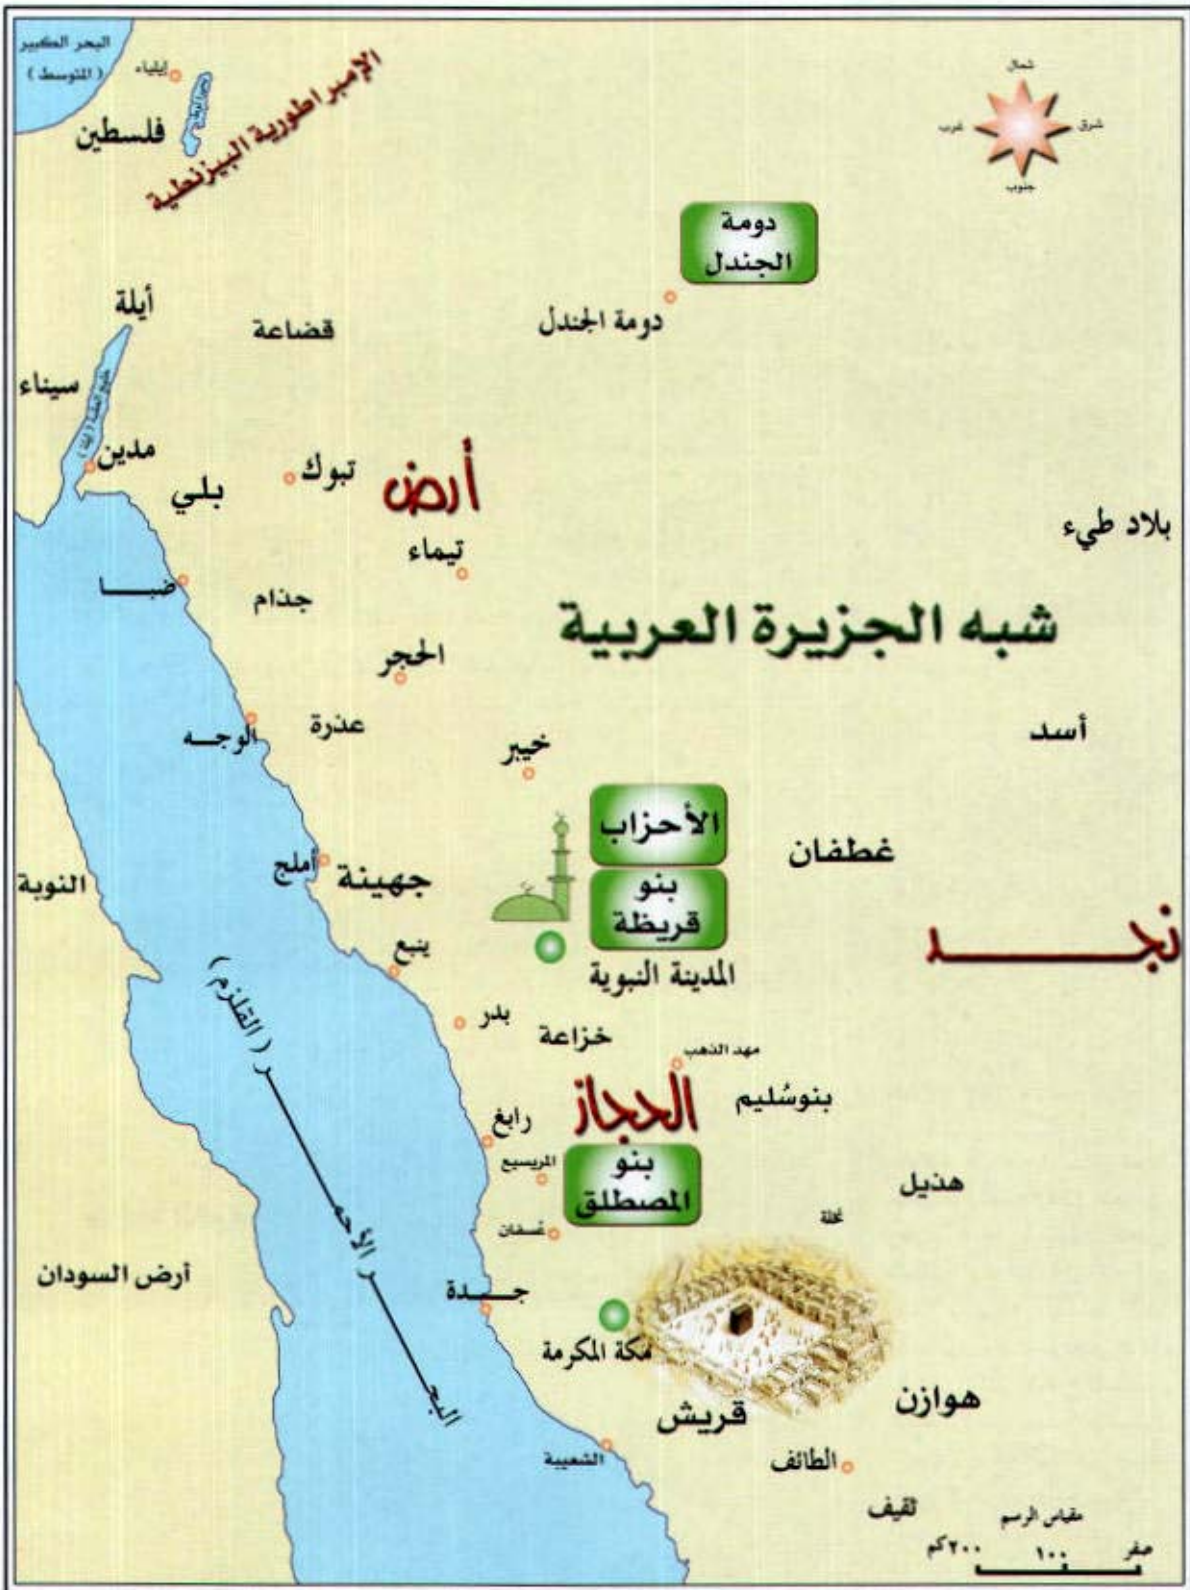 البحر الكبير
(المتوسط)
إيلياء
فلسطين
الإمبراطورية البيزنطية
شمال
شرق
غرب
جنوب
دومة
الجندل
دومة الجندل
أيلة
قضاعة
سيناء
مدين
تبوك
بلي
أرض
بلاد طيء
تيماء
ضبا
جذام
شبه الجزيرة العربية
الحجر
الوجه
عذرة
خيبر
أسد
الأحزاب
غطفان
أملج
جهينة
النوبة
بنو
قريظة
نجد
ينبع
المدينة النبوية
بدر
خزاعة
مهد الذهب
الحجاز
بنوسُليم
رابغ
المريسيع
بنو
المصطلق
هذيل
نخلة
عُسفان
البحر الأحمر (القلزم)
أرض السودان
جدة
مكة المكرمة
قريش
هوازن
الشعيبة
الطائف
ثقيف
مقياس الرسم
صفر ١٠٠ ٢٠٠كم